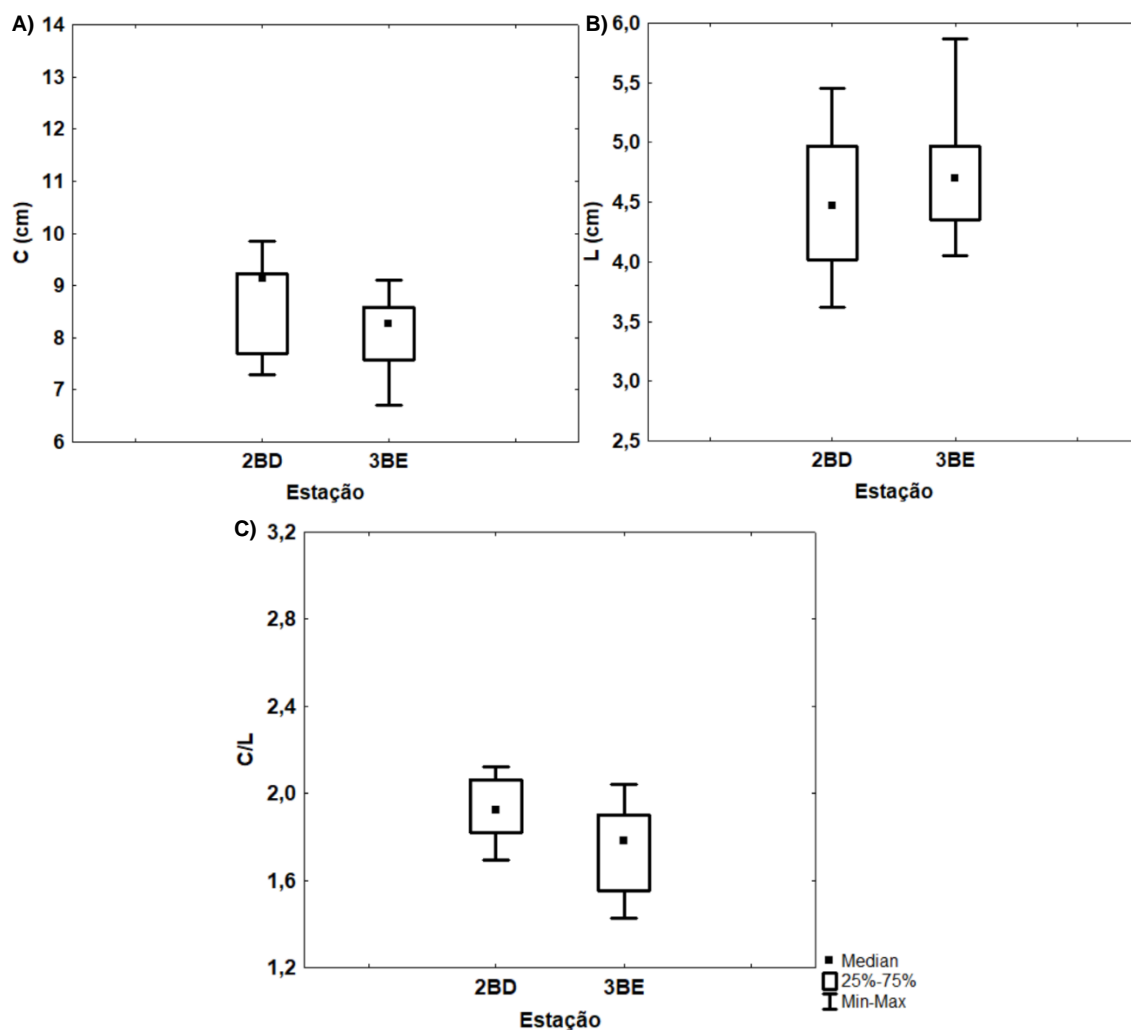 A)
14
13
12
11
10
9
8
7
6
C (cm)
2BD 3BE
Estação
B)
6,0
5,5
5,0
4,5
4,0
3,5
3,0
2,5
L (cm)
2BD 3BE
Estação
C)
3,2
2,8
2,4
2,0
1,6
1,2
C/L
2BD 3BE
Estação
Median
25%-75%
Min-Max